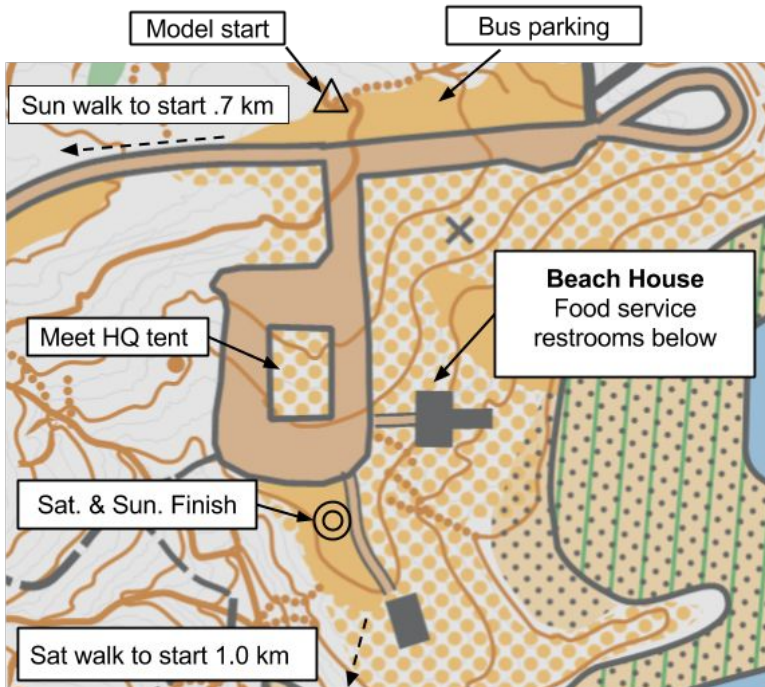 Model start
Bus parking
Sun walk to start .7 km
Beach House
Food service
restrooms below
Meet HQ tent
Sat. & Sun. Finish
Sat walk to start 1.0 km